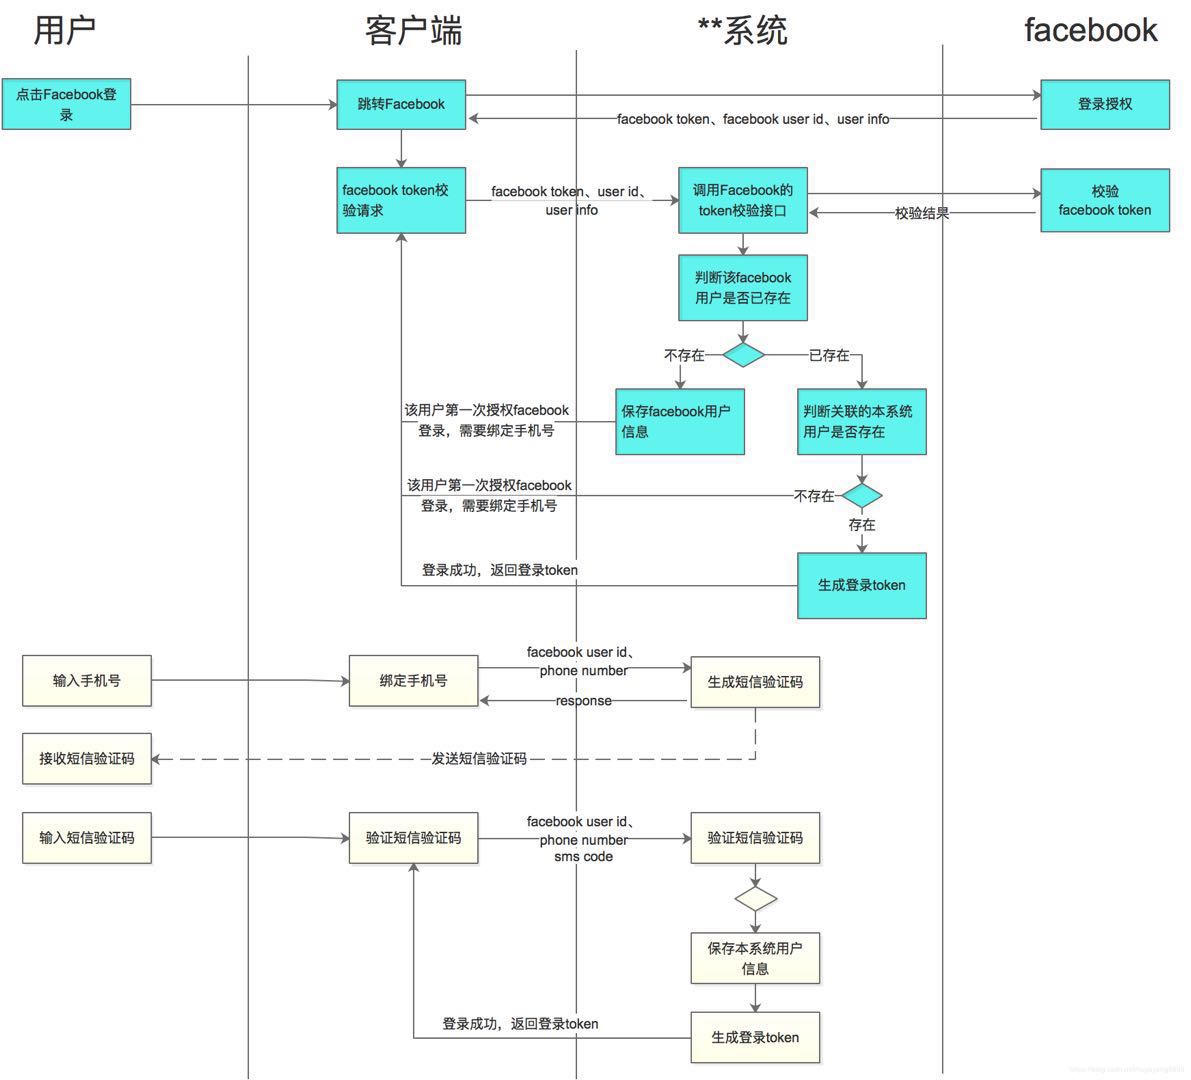 用户
客户端
**系统
facebook
点击Facebook登
录
跳转Facebook
登录授权
facebook token、facebook user id、user info
facebook token校
验请求
facebook token、user id、
user info
调用Facebook的
token校验接口
校验
facebook token
校验结果
判断该facebook
用户是否已存在
不存在
已存在
该用户第一次授权facebook
登录，需要绑定手机号
保存facebook用户
信息
判断关联的本系统
用户是否存在
该用户第一次授权facebook
登录，需要绑定手机号
不存在
存在
登录成功，返回登录token
生成登录token
输入手机号
绑定手机号
facebook user id、
phone number
生成短信验证码
response
接收短信验证码
发送短信验证码
输入短信验证码
验证短信验证码
facebook user id、
phone number
sms code
验证短信验证码
保存本系统用户
信息
登录成功，返回登录token
生成登录token